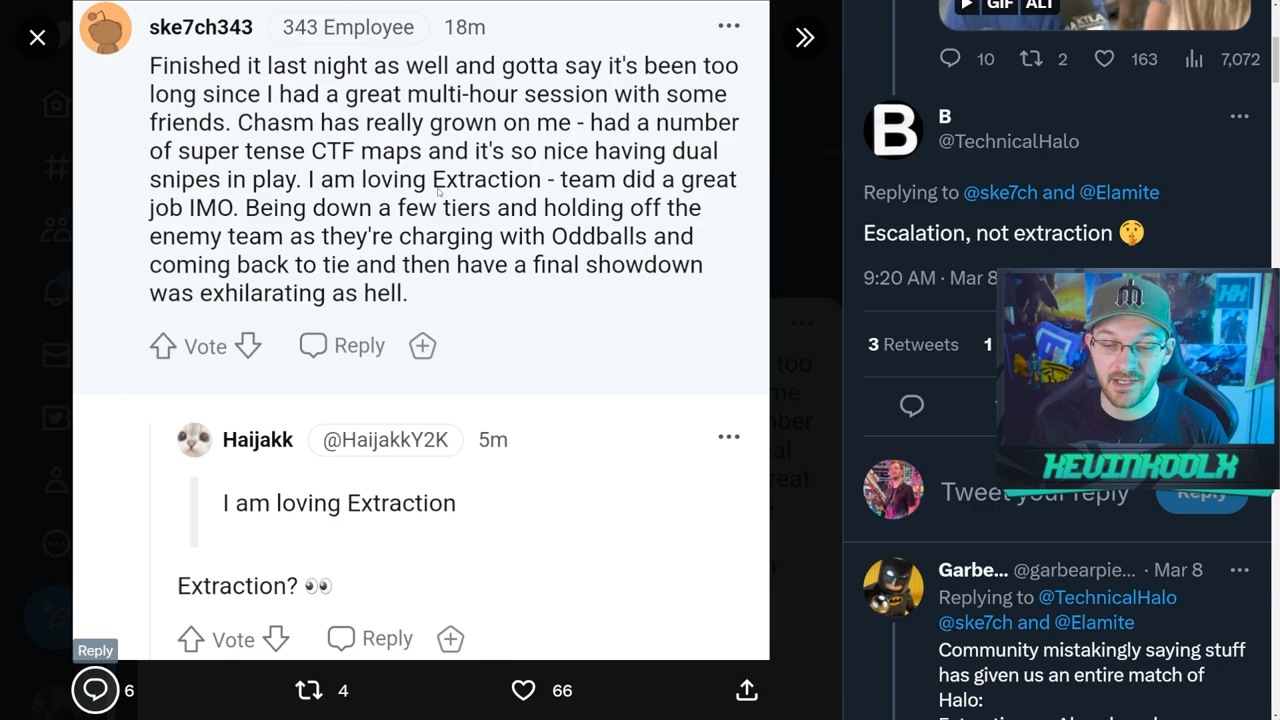 ske7ch343 343 Employee 18m
Finished it last night as well and gotta say it's been too
long since I had a great multi-hour session with some
friends. Chasm has really grown on me - had a number
of super tense CTF maps and it's so nice having dual
snipes in play. I am loving Extraction - team did a great
job IMO. Being down a few tiers and holding off the
enemy team as they're charging with Oddballs and
coming back to tie and then have a final showdown
was exhilarating as hell.
Vote Reply
Haijakk @HaijakkY2K 5m
I am loving Extraction
Extraction? 👀
Vote Reply
Reply
6 4 66
GIF ALT
10 2 163 7,072
B
B
@TechnicalHalo
Replying to @ske7ch and @Elamite
Escalation, not extraction 🤫
9:20 AM · Mar 8
3 Retweets 1
KEVINKOOLX
Tweet your reply Reply
Garbe... @garbearpie... · Mar 8
Replying to @TechnicalHalo
@ske7ch and @Elamite
Community mistakingly saying stuff
has given us an entire match of
Halo: